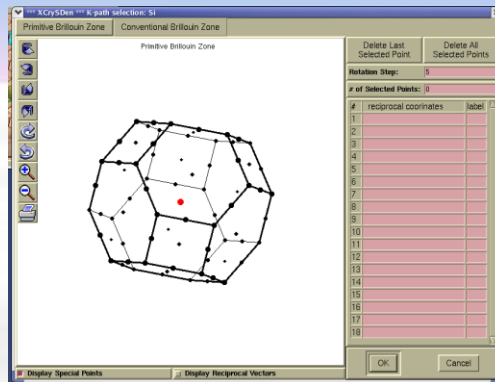 *** XCrySDen *** K-path selection: Si
Primitive Brillouin Zone
Conventional Brillouin Zone
Primitive Brillouin Zone
Delete Last
Selected Point
Delete All
Selected Points
Rotation Step: 5
# of Selected Points: 0
# reciprocal coorinates label
1
2
3
4
5
6
7
8
9
10
11
12
13
14
15
16
17
18
OK
Cancel
Display Special Points
Display Reciprocal Vectors